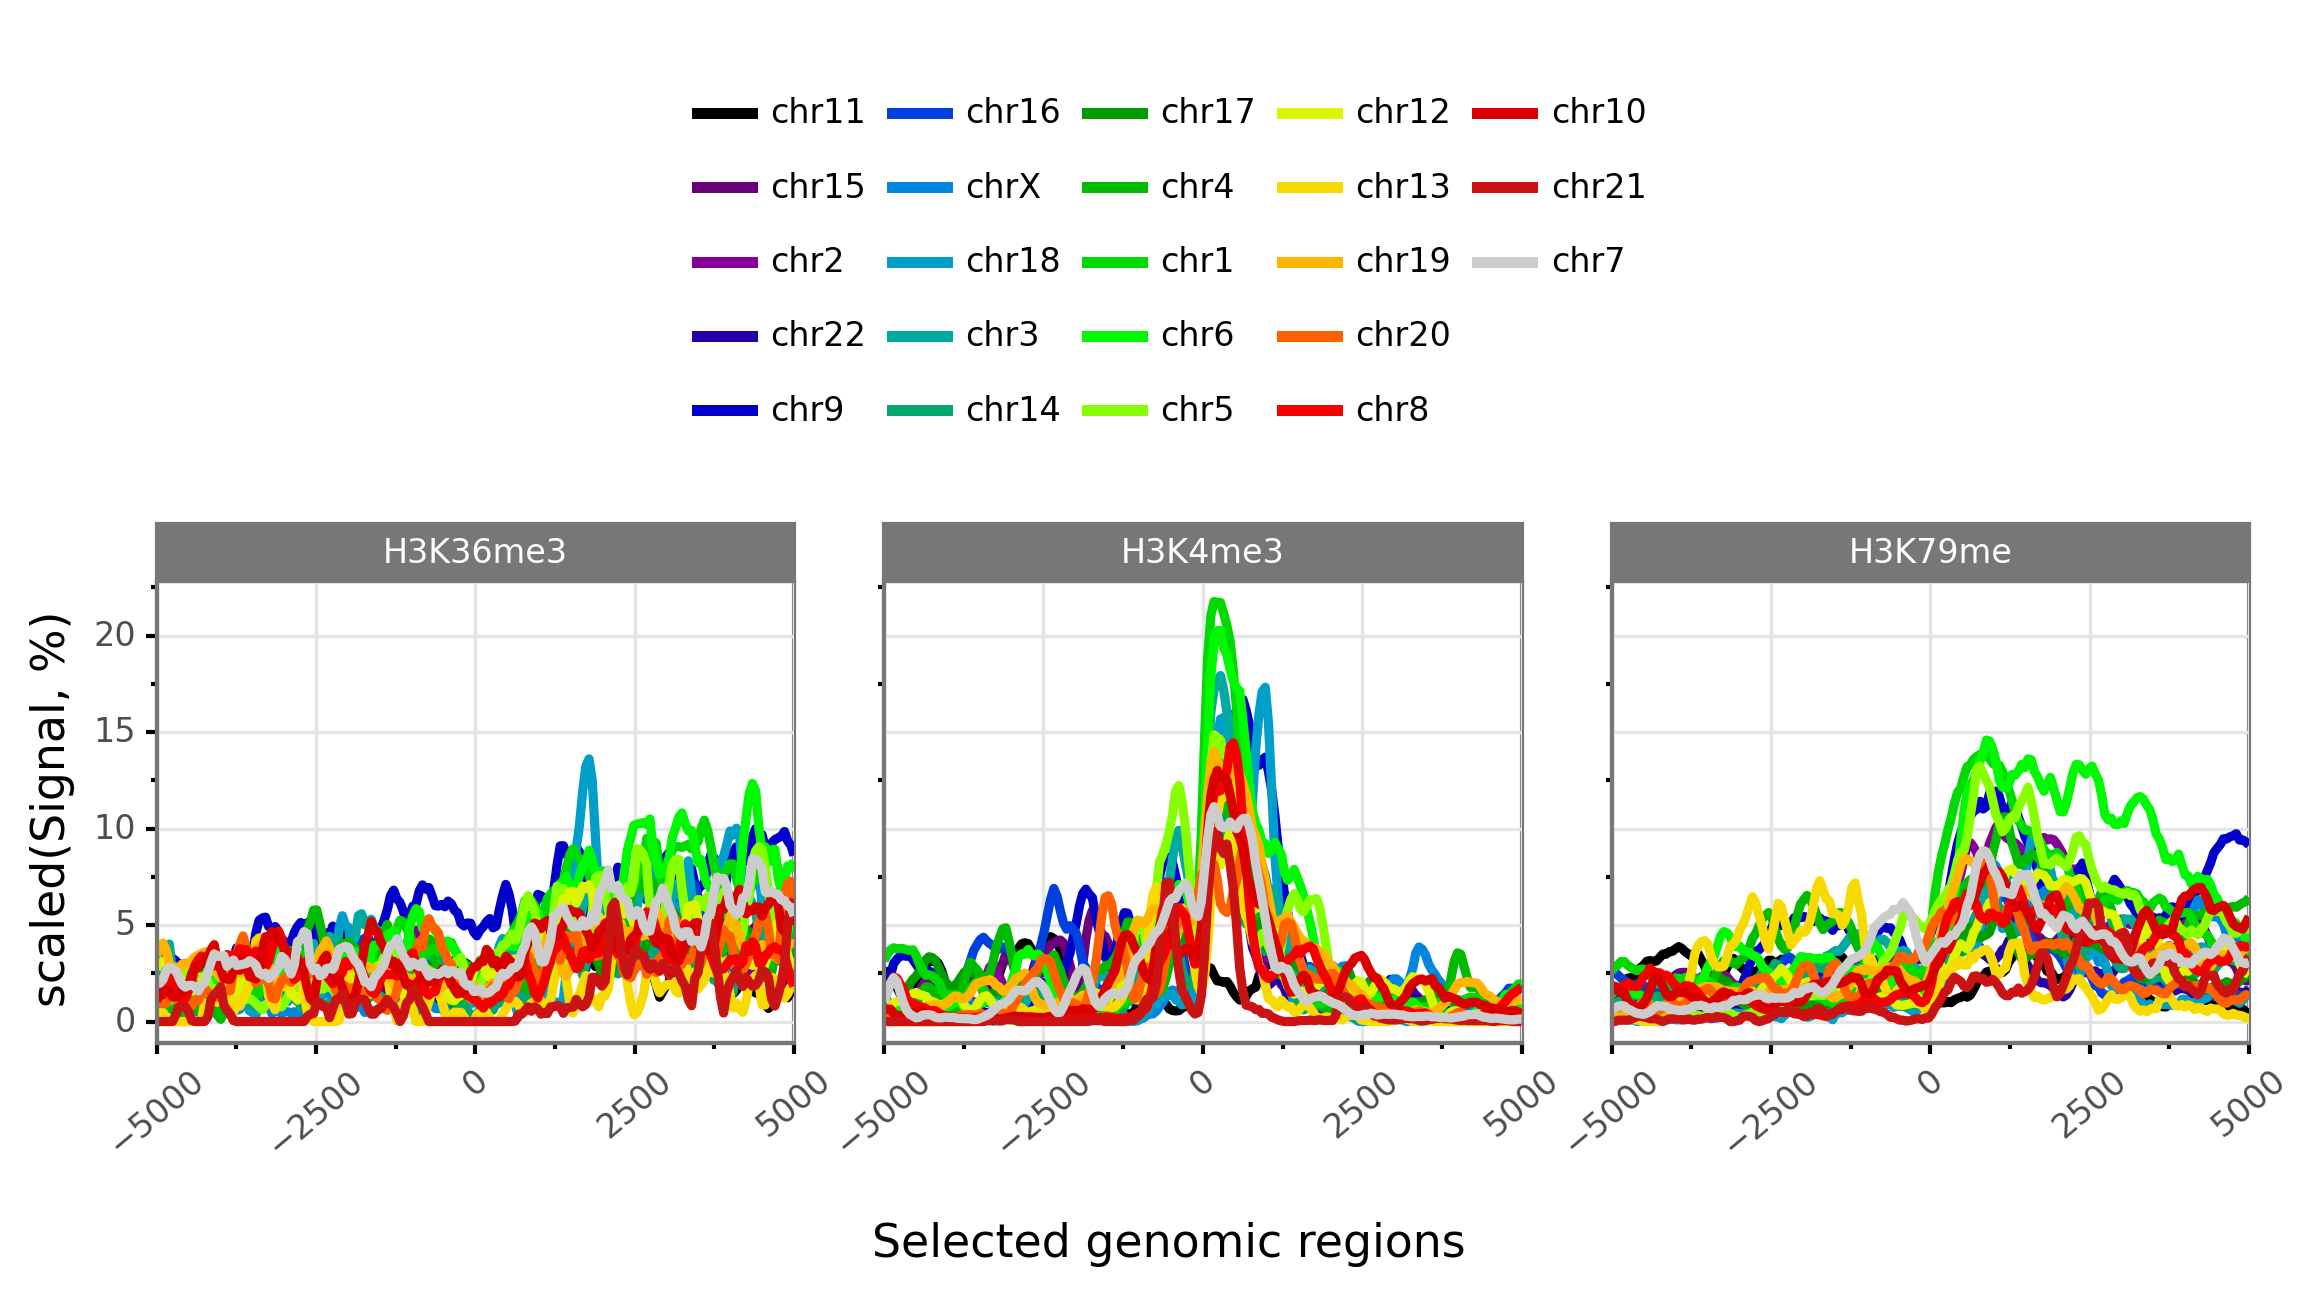 chr11 chr16 chr17 chr12 chr10
chr15 chrX chr4 chr13 chr21
chr2 chr18 chr1 chr19 chr7
chr22 chr3 chr6 chr20
chr9 chr14 chr5 chr8
H3K36me3 H3K4me3 H3K79me
scaled(Signal, %)
20
15
10
5
0
−5000 −2500 0 2500 5000 −5000 −2500 0 2500 5000 −5000 −2500 0 2500 5000
Selected genomic regions